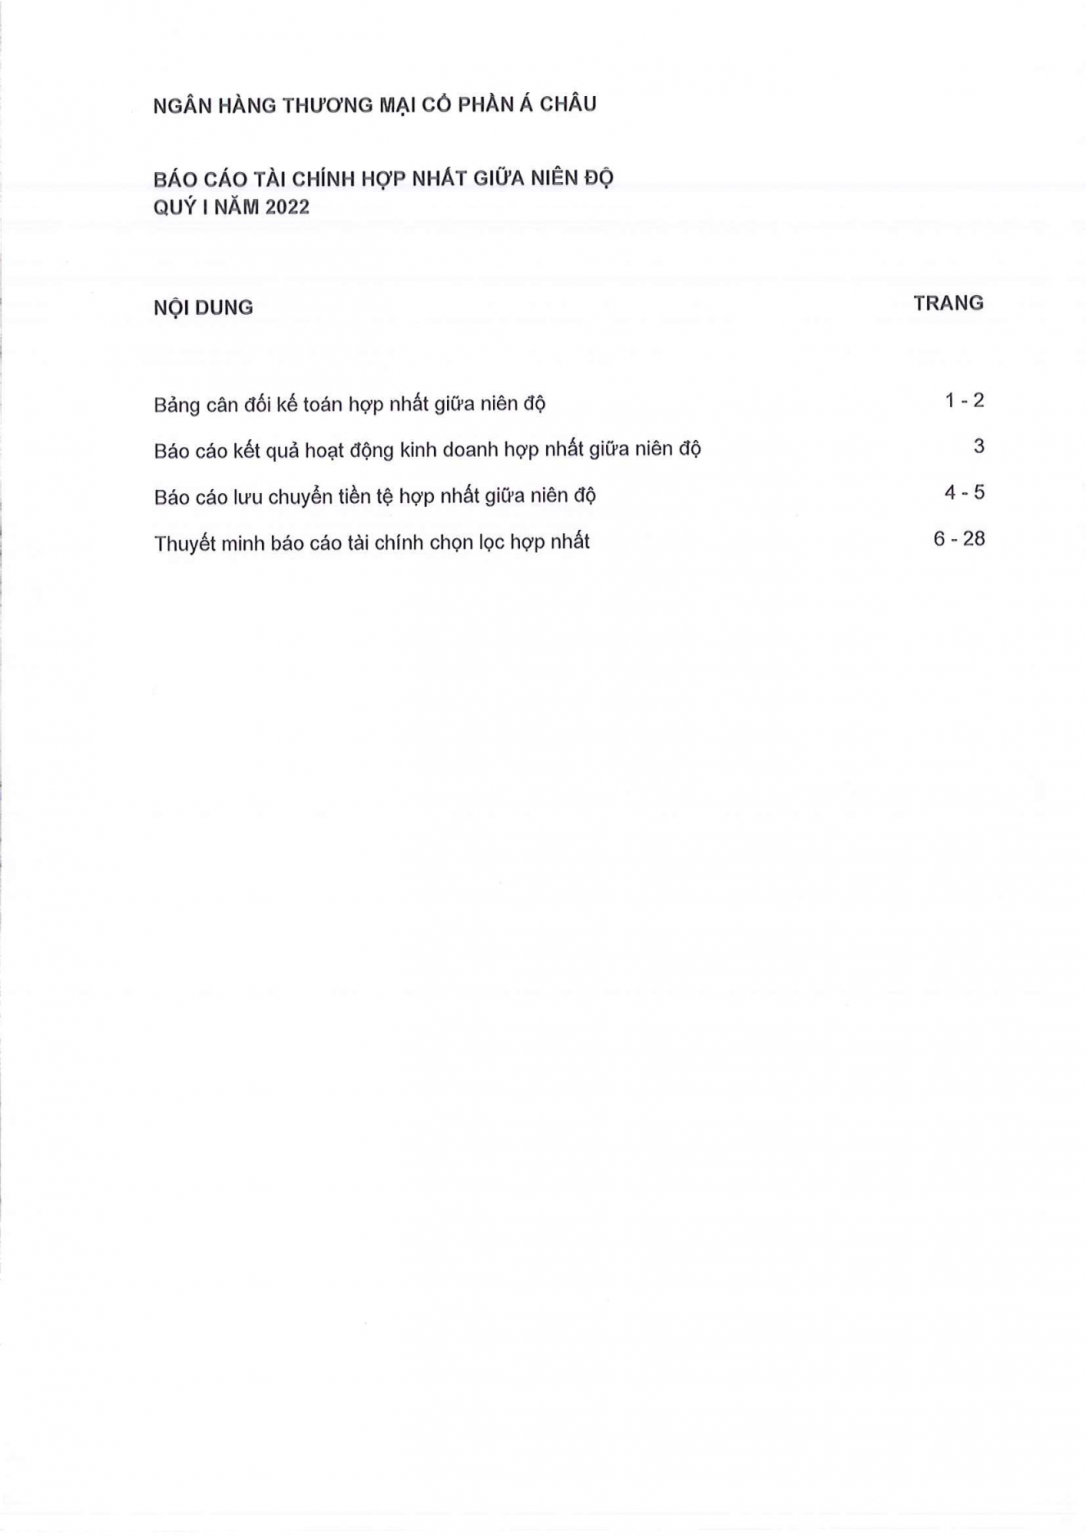 NGÂN HÀNG THƯƠNG MẠI CỔ PHẦN Á CHÂU
BÁO CÁO TÀI CHÍNH HỢP NHẤT GIỮA NIÊN ĐỘ
QUÝ I NĂM 2022
NỘI DUNG TRANG
Bảng cân đối kế toán hợp nhất giữa niên độ 1 - 2
Báo cáo kết quả hoạt động kinh doanh hợp nhất giữa niên độ 3
Báo cáo lưu chuyển tiền tệ hợp nhất giữa niên độ 4 - 5
Thuyết minh báo cáo tài chính chọn lọc hợp nhất 6 - 28